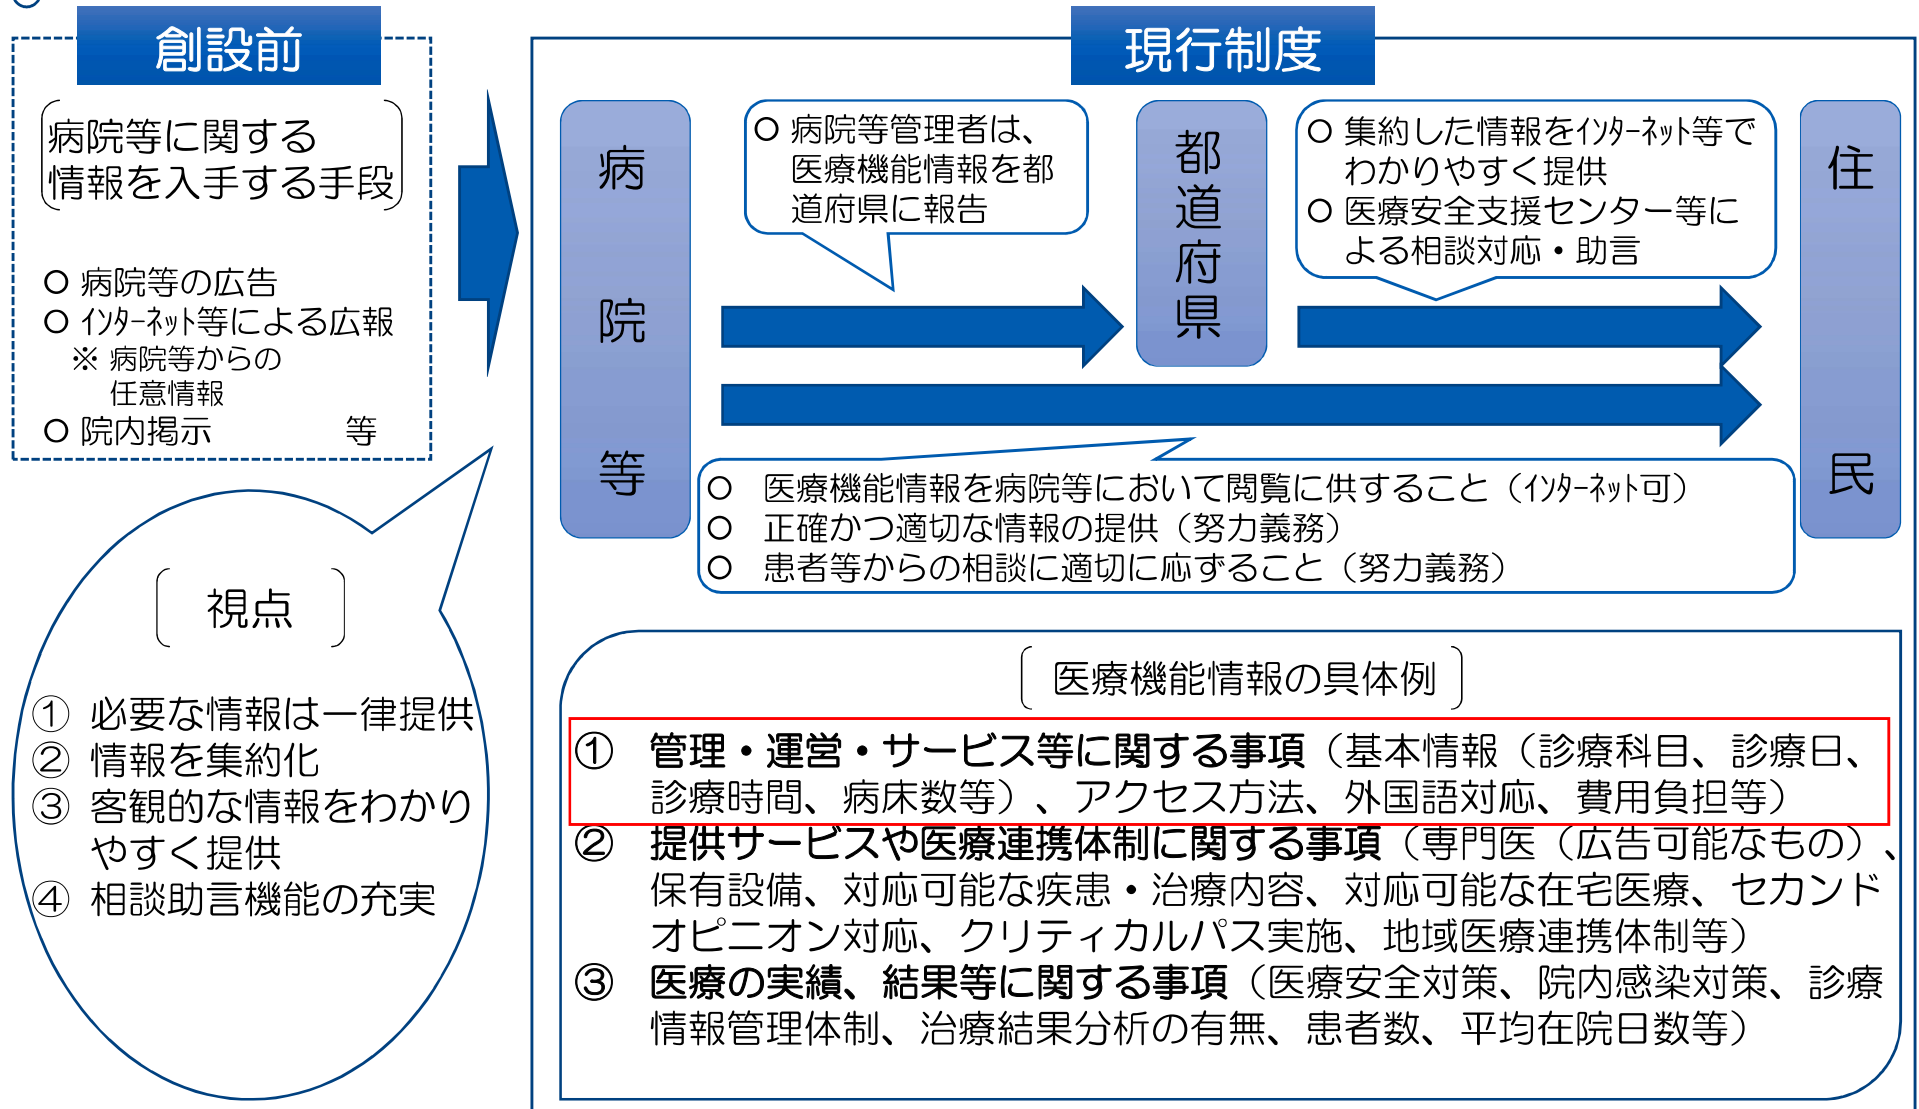 創設前
病院等に関する
情報を入手する手段
○ 病院等の広告
○ ｲﾝﾀｰﾈｯﾄ等による広報
※ 病院等からの
任意情報
○ 院内掲示 等
視点
① 必要な情報は一律提供
② 情報を集約化
③ 客観的な情報をわかり
やすく提供
④ 相談助言機能の充実
現行制度
病院等
○ 病院等管理者は、
医療機能情報を都
道府県に報告
都道府県
○ 集約した情報をｲﾝﾀｰﾈｯﾄ等で
わかりやすく提供
○ 医療安全支援センター等に
よる相談対応・助言
住民
○ 医療機能情報を病院等において閲覧に供すること（ｲﾝﾀｰﾈｯﾄ可）
○ 正確かつ適切な情報の提供（努力義務）
○ 患者等からの相談に適切に応ずること（努力義務）
医療機能情報の具体例
① 管理・運営・サービス等に関する事項（基本情報（診療科目、診療日、
診療時間、病床数等）、アクセス方法、外国語対応、費用負担等）
② 提供サービスや医療連携体制に関する事項（専門医（広告可能なもの）、
保有設備、対応可能な疾患・治療内容、対応可能な在宅医療、セカンド
オピニオン対応、クリティカルパス実施、地域医療連携体制等）
③ 医療の実績、結果等に関する事項（医療安全対策、院内感染対策、診療
情報管理体制、治療結果分析の有無、患者数、平均在院日数等）